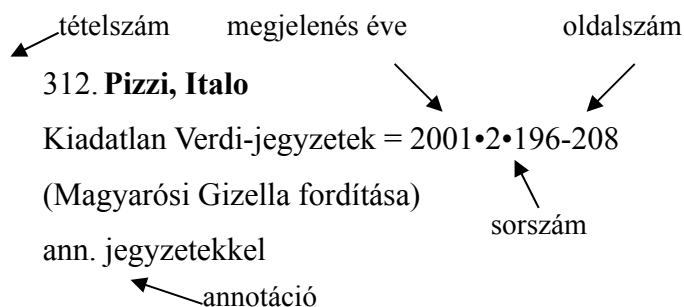 tételszám megjelenés éve oldalszám
312. Pizzi, Italo
Kiadatlan Verdi-jegyzetek = 2001•2•196-208
(Magyarósi Gizella fordítása)
sorszám
ann. jegyzetekkel
annotáció